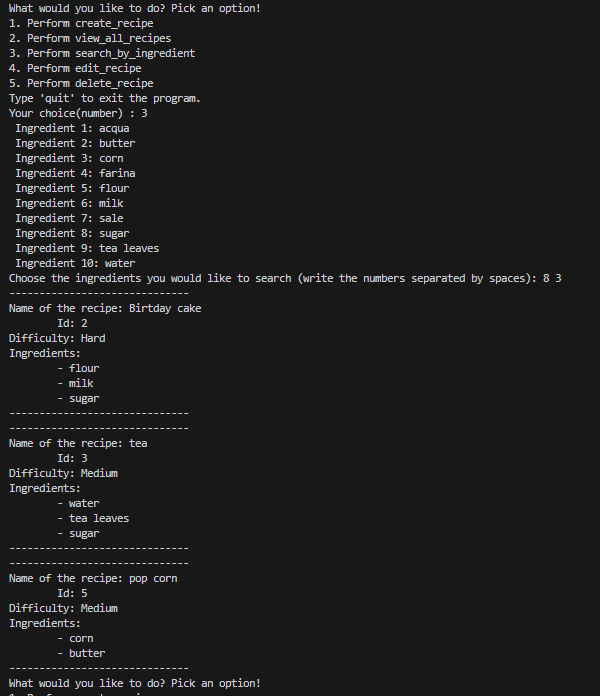 What would you like to do? Pick an option!
1. Perform create_recipe
2. Perform view_all_recipes
3. Perform search_by_ingredient
4. Perform edit_recipe
5. Perform delete_recipe
Type 'quit' to exit the program.
Your choice(number) : 3
Ingredient 1: acqua
Ingredient 2: butter
Ingredient 3: corn
Ingredient 4: farina
Ingredient 5: flour
Ingredient 6: milk
Ingredient 7: sale
Ingredient 8: sugar
Ingredient 9: tea leaves
Ingredient 10: water
Choose the ingredients you would like to search (write the numbers separated by spaces): 8 3
------------------------------
Name of the recipe: Birtday cake
Id: 2
Difficulty: Hard
Ingredients:
- flour
- milk
- sugar
------------------------------
------------------------------
Name of the recipe: tea
Id: 3
Difficulty: Medium
Ingredients:
- water
- tea leaves
- sugar
------------------------------
------------------------------
Name of the recipe: pop corn
Id: 5
Difficulty: Medium
Ingredients:
- corn
- butter
------------------------------
What would you like to do? Pick an option!